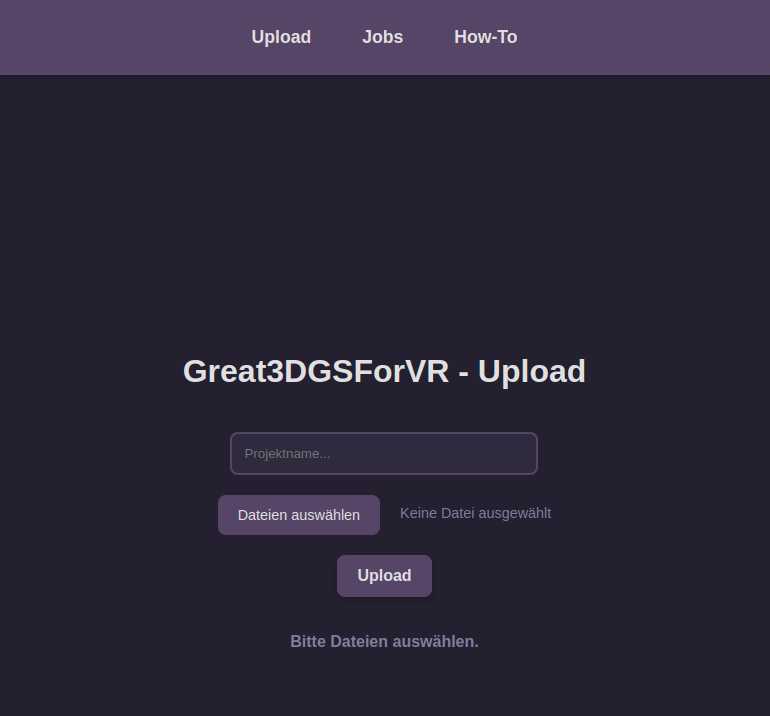 Upload Jobs How-To
Great3DGSForVR - Upload
Projektname...
Dateien auswählen Keine Datei ausgewählt
Upload
Bitte Dateien auswählen.